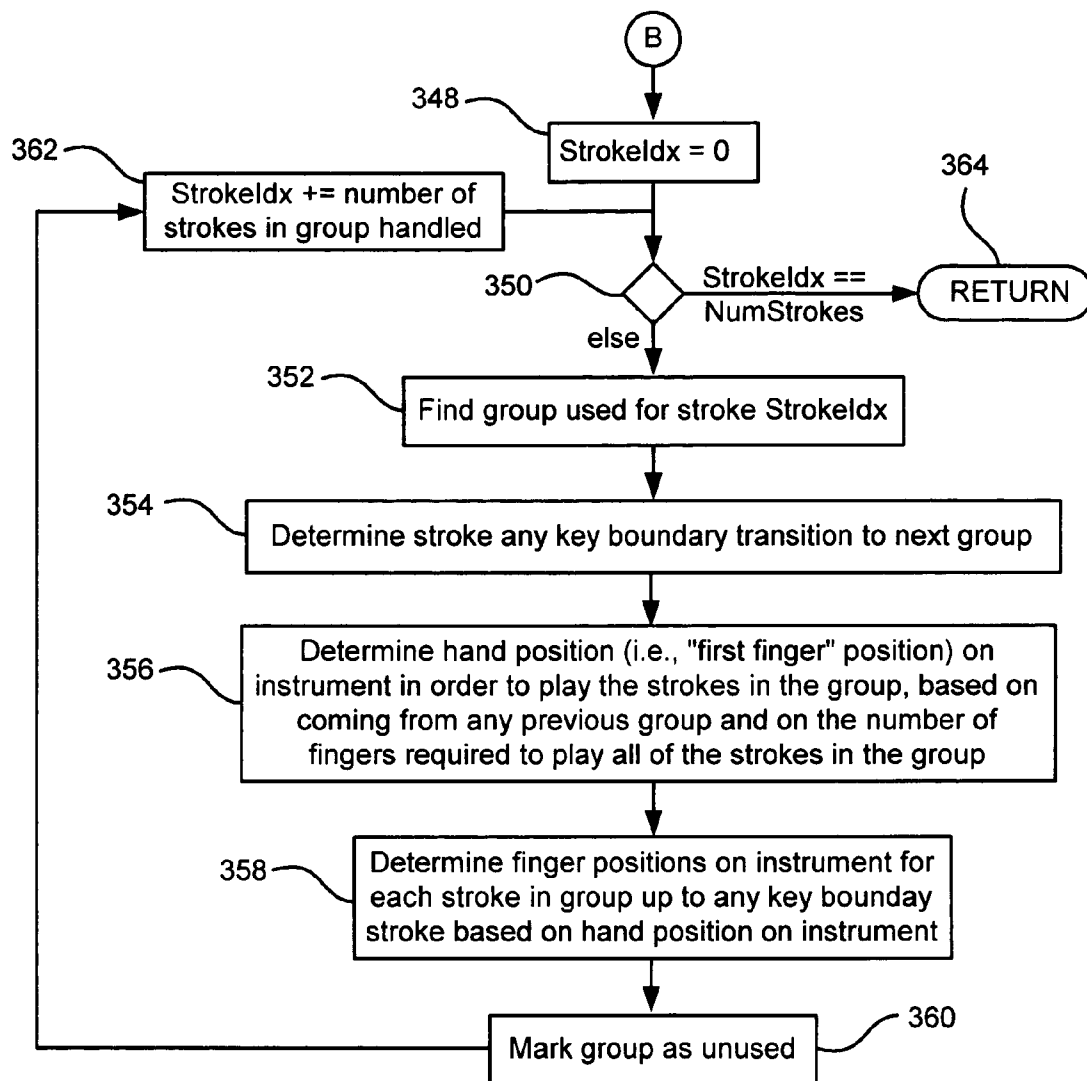 B
348
StrokeIdx = 0
362
StrokeIdx += number of
strokes in group handled
364
350
StrokeIdx ==
NumStrokes
RETURN
else
352
Find group used for stroke StrokeIdx
354
Determine stroke any key boundary transition to next group
356
Determine hand position (i.e., "first finger" position) on
instrument in order to play the strokes in the group, based on
coming from any previous group and on the number of
fingers required to play all of the strokes in the group
358
Determine finger positions on instrument for
each stroke in group up to any key bounday
stroke based on hand position on instrument
360
Mark group as unused